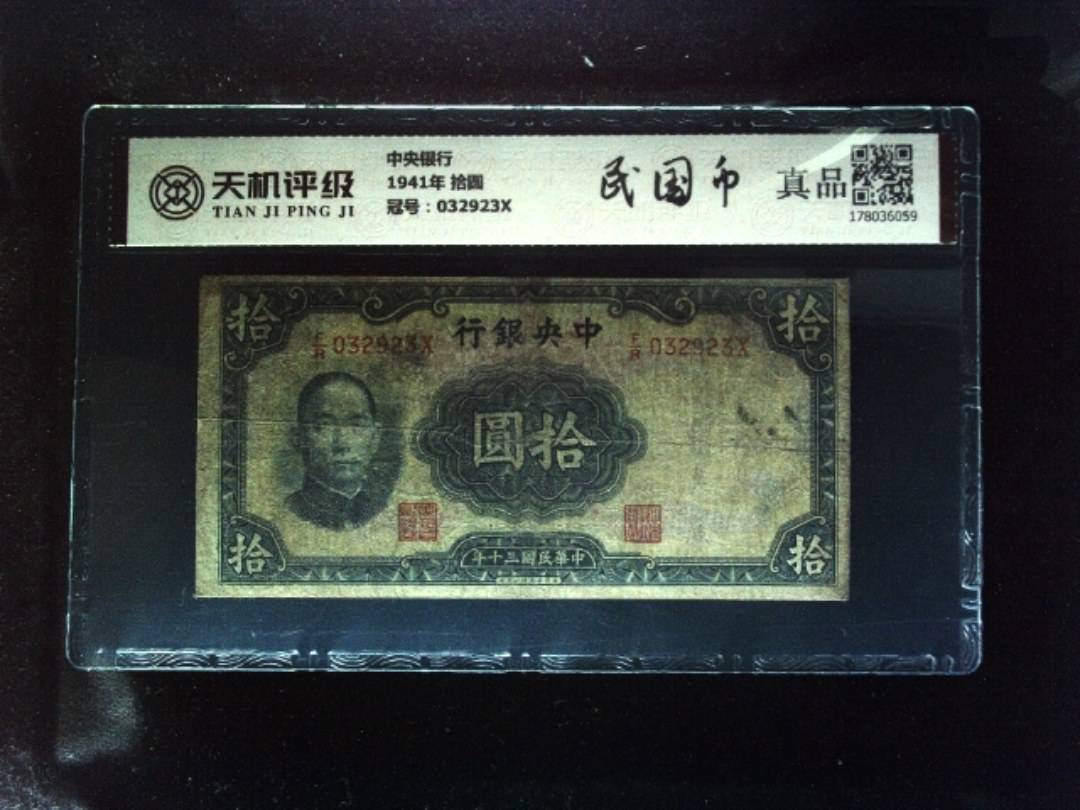 天机评级
TIAN JI PING JI
中央银行
1941年 拾圆
冠号：032923X
民国币
真品
178036059
拾
拾
行銀央中
F/R 032923X
F/R 032923X
圓拾
拾
拾
年十三國民華中